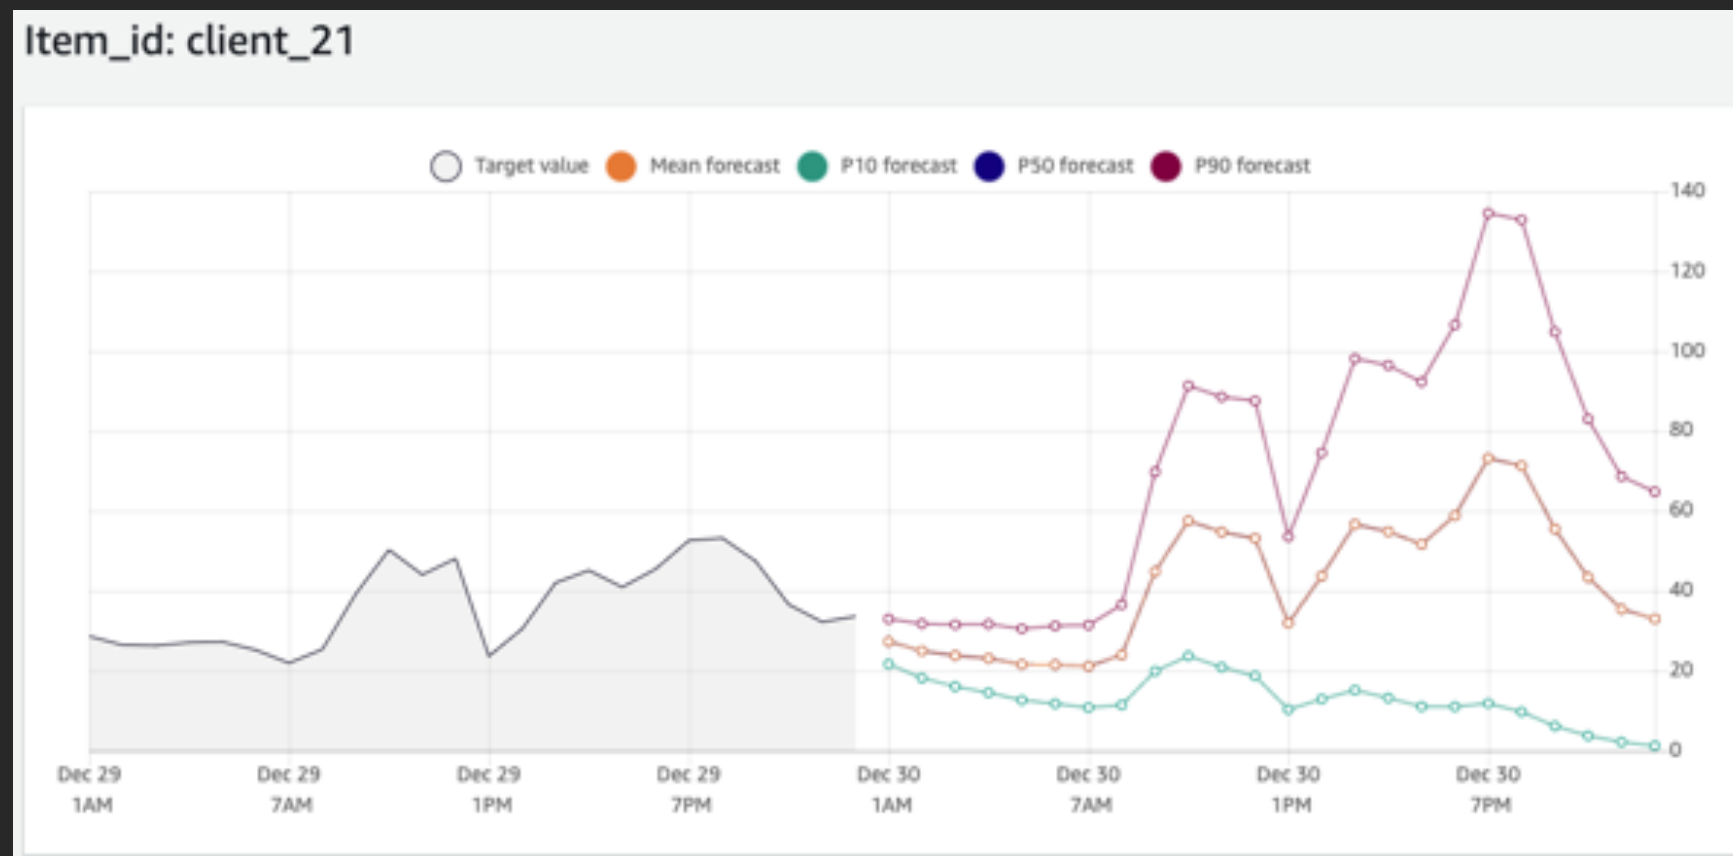 Item_id: client_21
Target value Mean forecast P10 forecast P50 forecast P90 forecast
140
120
100
80
60
40
20
0
Dec 29 Dec 29 Dec 29 Dec 29 Dec 30 Dec 30 Dec 30 Dec 30
1AM 7AM 1PM 7PM 1AM 7AM 1PM 7PM